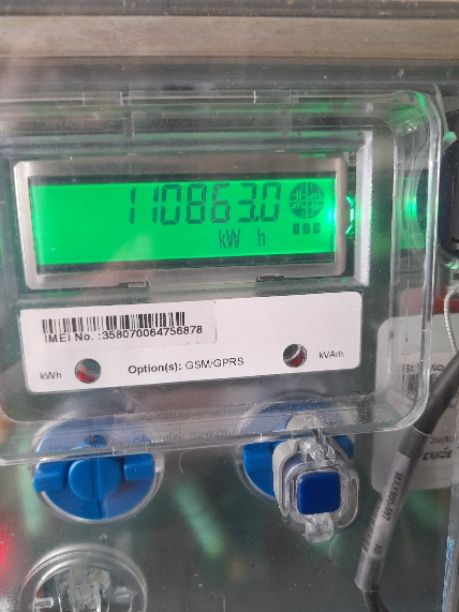 110863.0
kW h
IMEI No. :358070064756878
kWh
Option(s): GSM/GPRS
kVArh